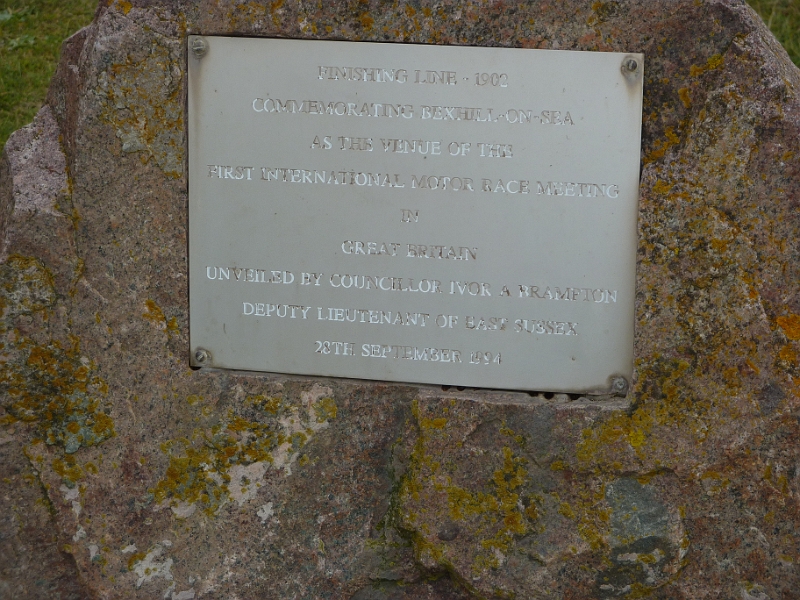 FINISHING LINE - 1902
COMMEMORATING BEXHILL-ON-SEA
AS THE VENUE OF THE
FIRST INTERNATIONAL MOTOR RACE MEETING
IN
GREAT BRITAIN
UNVEILED BY COUNCILLOR IVOR A BRAMPTON
DEPUTY LIEUTENANT OF EAST SUSSEX
28TH SEPTEMBER 1994